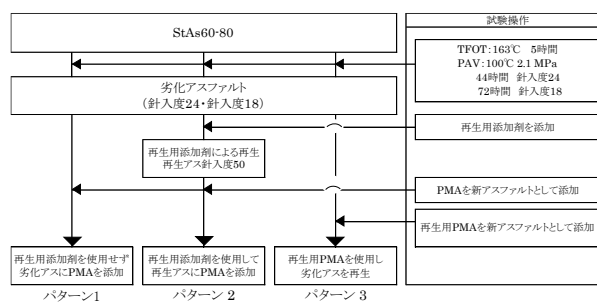 試験操作
StAs60-80
TFOT:163℃ 5時間
PAV:100℃ 2.1 MPa
44時間 針入度24
72時間 針入度18
劣化アスファルト
(針入度24・針入度18)
再生用添加剤を添加
再生用添加剤による再生
再生アス針入度50
PMAを新アスファルトとして添加
再生用PMAを新アスファルトとして添加
再生用添加剤を使用せず
劣化アスにPMAを添加
再生用添加剤を使用して
再生アスにPMAを添加
再生用PMAを使用し
劣化アスを再生
パターン1
パターン 2
パターン 3